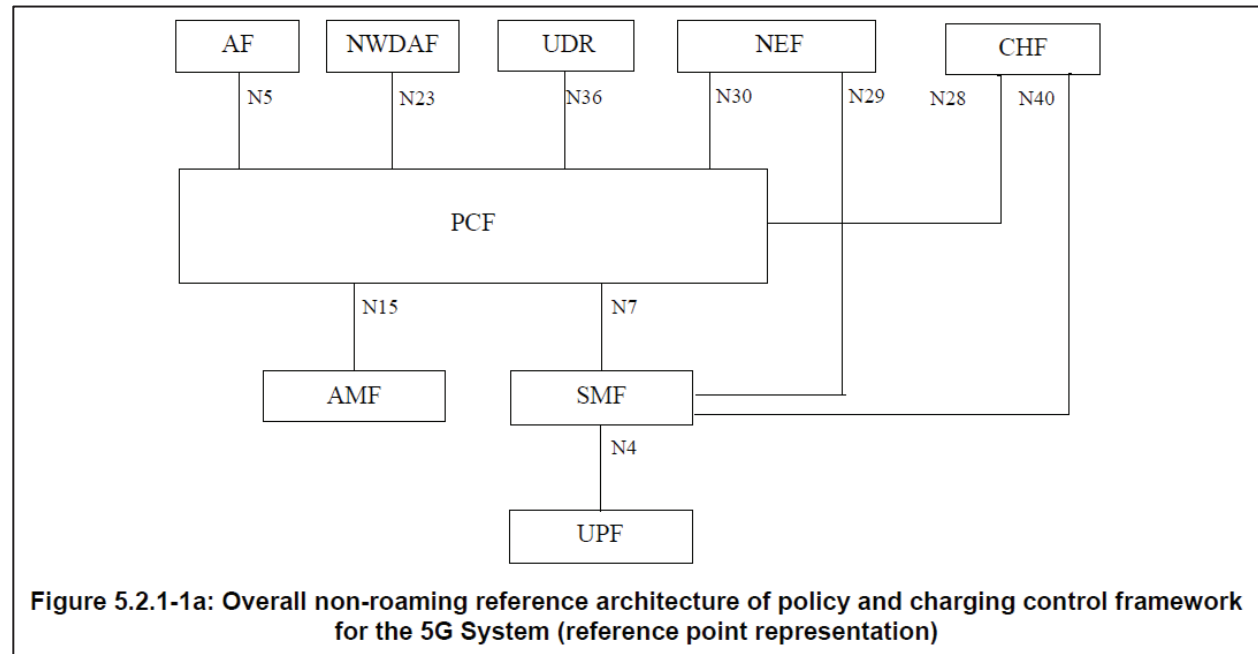 AF
NWDAF
UDR
NEF
CHF
N5
N23
N36
N30
N29
N28
N40
PCF
N15
N7
AMF
SMF
N4
UPF
Figure 5.2.1-1a: Overall non-roaming reference architecture of policy and charging control framework
for the 5G System (reference point representation)